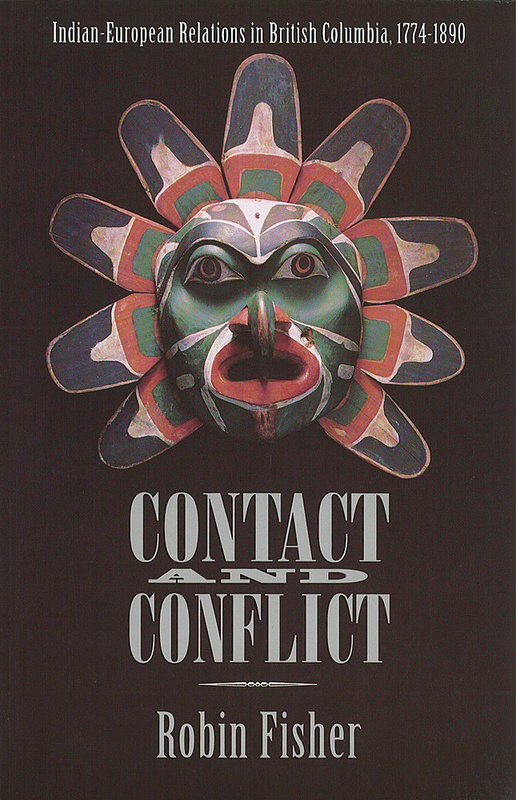 Indian-European Relations in British Columbia, 1774-1890
CONTACT
AND
CONFLICT
Robin Fisher